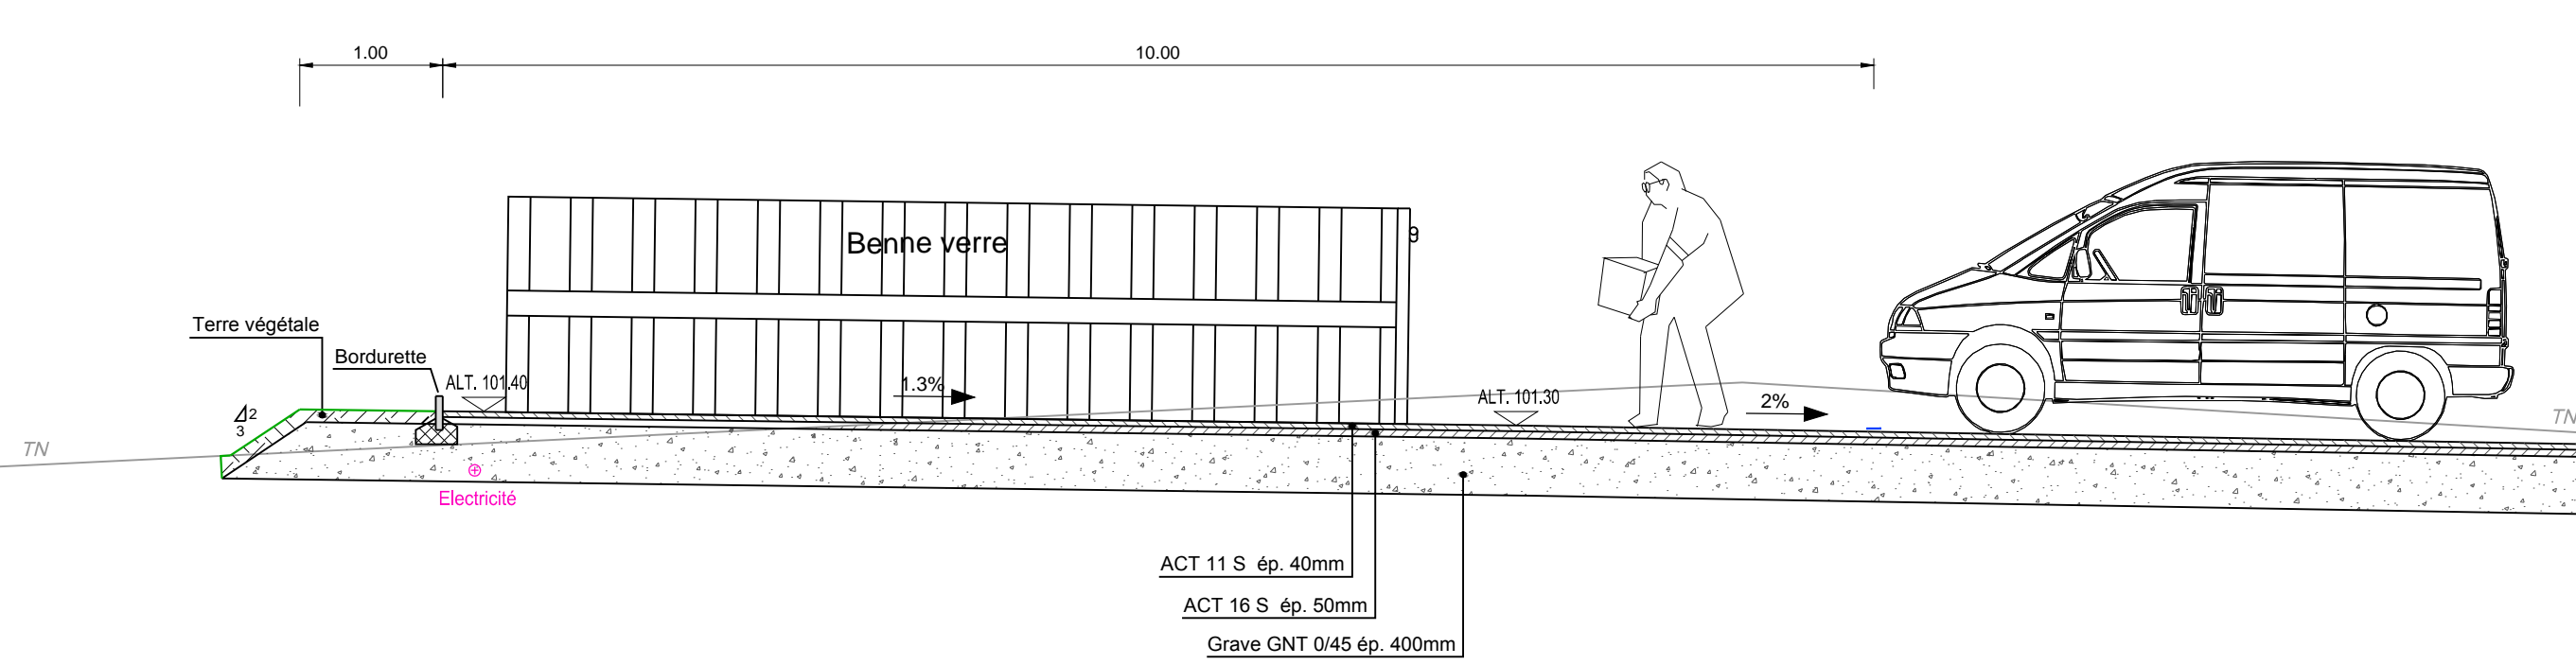 1.00
10.00
Benne verre
9
Terre végétale
Bordurette
ALT. 101.40
1.3%
ALT. 101.30
2%
2
3
TN
TN
Electricité
ACT 11 S ép. 40mm
ACT 16 S ép. 50mm
Grave GNT 0/45 ép. 400mm